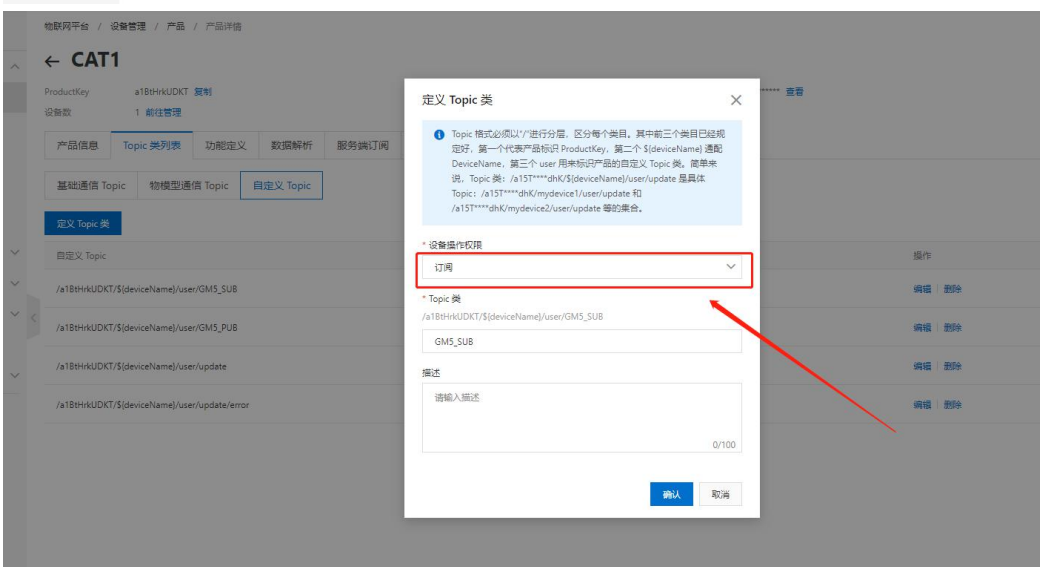 物联网平台 / 设备管理 / 产品 / 产品详情
← CAT1
ProductKey a1BtHrkUDKT 复制
***** 查看
设备数 1 前往管理
产品信息 Topic 类列表 功能定义 数据解析 服务端订阅
基础通信 Topic 物模型通信 Topic 自定义 Topic
定义 Topic 类
自定义 Topic 操作
/a1BtHrkUDKT/${deviceName}/user/GM5_SUB 编辑 删除
/a1BtHrkUDKT/${deviceName}/user/GM5_PUB 编辑 删除
/a1BtHrkUDKT/${deviceName}/user/update 编辑 删除
/a1BtHrkUDKT/${deviceName}/user/update/error 编辑 删除
定义 Topic 类
Topic 格式必须以“/”进行分层，区分每个类目。其中前三个类目已经规
定好，第一个代表产品标识 ProductKey，第二个 ${deviceName} 通配
DeviceName，第三个 user 用来标识产品的自定义 Topic 类。简单来
说，Topic 类：/a15T****dhK/${deviceName}/user/update 是具体
Topic：/a15T****dhK/mydevice1/user/update 和
/a15T****dhK/mydevice2/user/update 等的集合。
* 设备操作权限
订阅
* Topic 类
/a1BtHrkUDKT/${deviceName}/user/GM5_SUB
GM5_SUB
描述
请输入描述
0/100
确认 取消